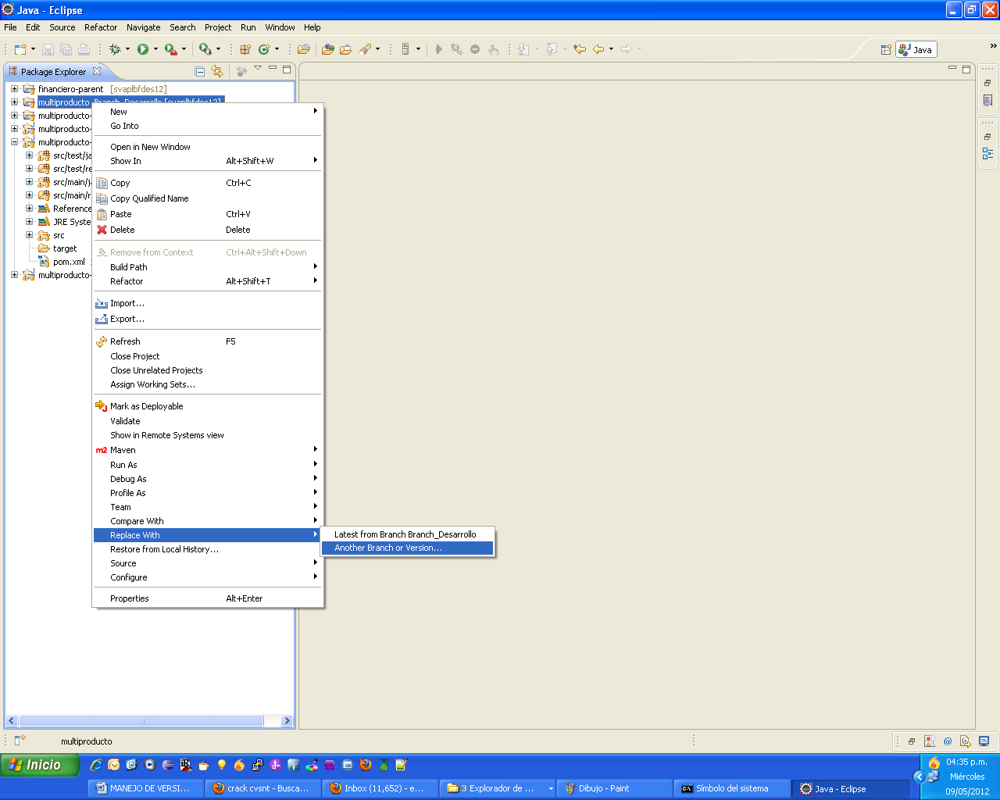 Java - Eclipse
File Edit Source Refactor Navigate Search Project Run Window Help
Java
Package Explorer
financiero-parent [svaplbfdes12]
multiproducto Branch_Desarrollo [svaplbfdes12]
multiproducto-
multiproducto-
multiproducto-
src/test/ja
src/test/re
src/main/ja
src/main/r
Reference
JRE Syste
src
target
pom.xml
multiproducto-
New
Go Into
Open in New Window
Show In Alt+Shift+W
Copy Ctrl+C
Copy Qualified Name
Paste Ctrl+V
Delete Delete
Remove from Context Ctrl+Alt+Shift+Down
Build Path
Refactor Alt+Shift+T
Import...
Export...
Refresh F5
Close Project
Close Unrelated Projects
Assign Working Sets...
Mark as Deployable
Validate
Show in Remote Systems view
m2 Maven
Run As
Debug As
Profile As
Team
Compare With
Replace With
Latest from Branch Branch_Desarrollo
Another Branch or Version...
Restore from Local History...
Source
Configure
Properties Alt+Enter
multiproducto
Inicio
MANEJO DE VERSI...
crack cvsnt - Busca...
Inbox (11,652) - e...
3 Explorador de ...
Dibujo - Paint
Símbolo del sistema
Java - Eclipse
04:35 p.m.
Miércoles
09/05/2012